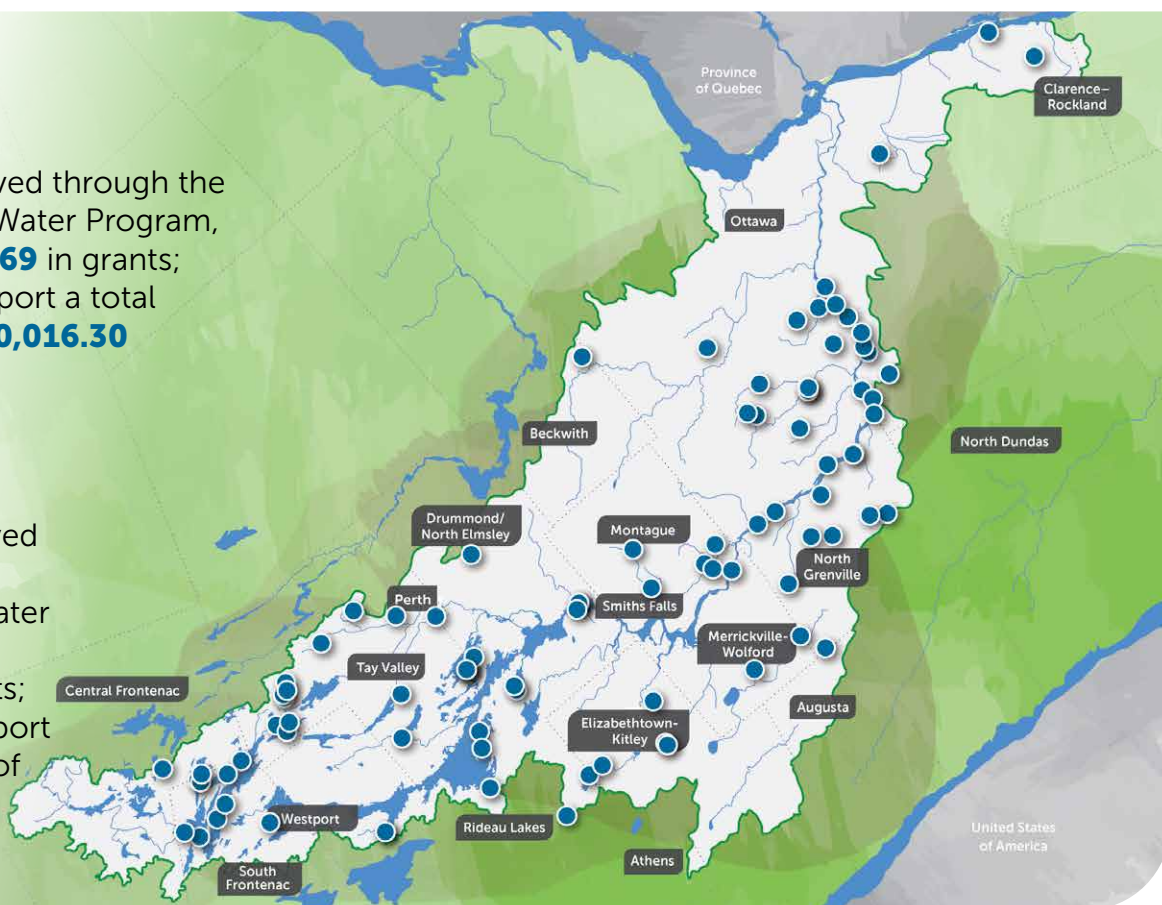 ved through the
Water Program,
69 in grants;
port a total
0,016.30
ed
ater
ts;
port
of
Province
of Quebec
Clarence–
Rockland
Ottawa
Beckwith
North Dundas
Drummond/
North Elmsley
Montague
North
Grenville
Perth
Smiths Falls
Merrickville-
Wolford
Tay Valley
Central Frontenac
Augusta
Elizabethtown-
Kitley
Westport
Rideau Lakes
United States
of America
Athens
South
Frontenac